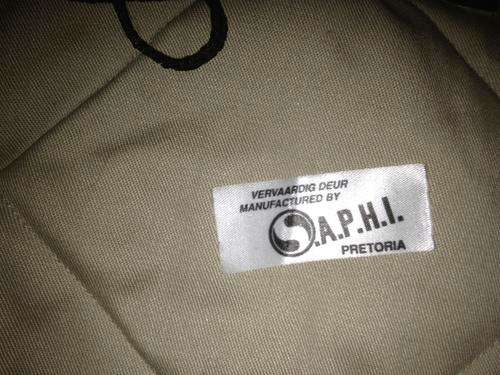 VERVAARDIG DEUR
MANUFACTURED BY
S.A.P.H.I.
PRETORIA